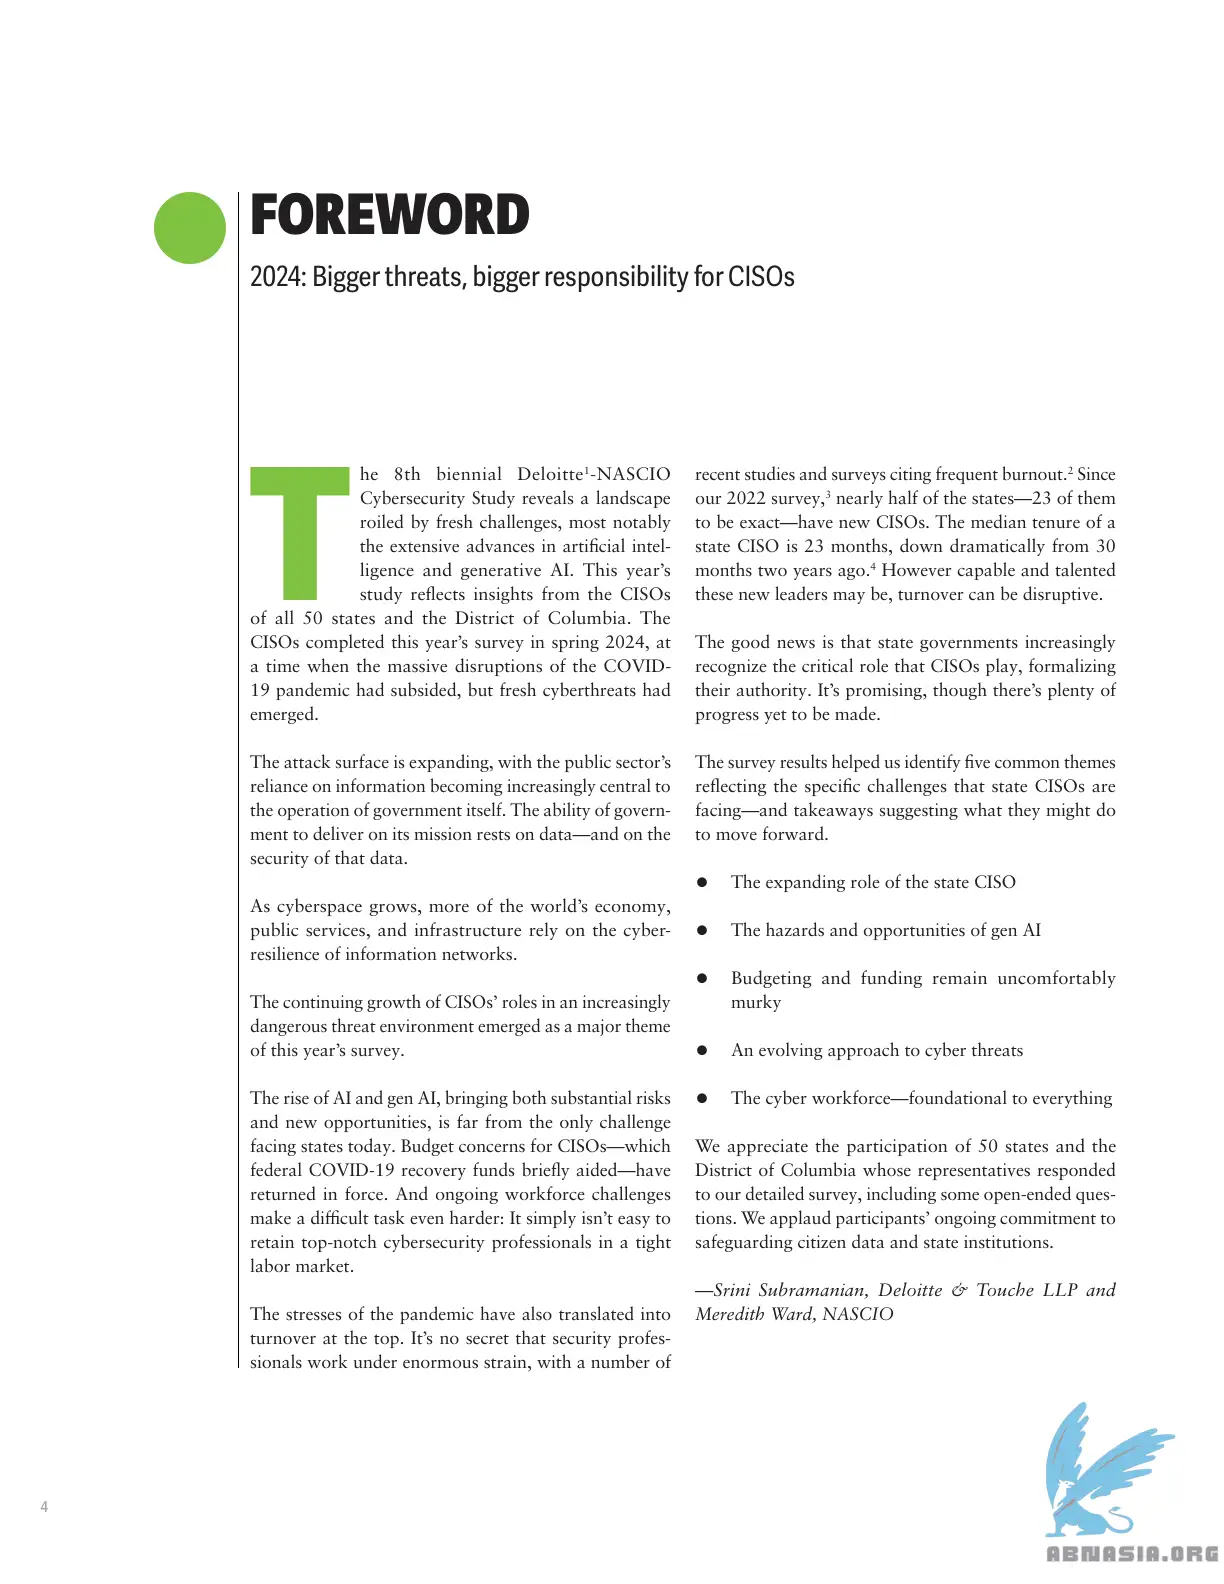 FOREWORD
2024: Bigger threats, bigger responsibility for CISOs
The 8th biennial Deloitte¹-NASCIO
Cybersecurity Study reveals a landscape
roiled by fresh challenges, most notably
the extensive advances in artificial intel-
ligence and generative AI. This year’s
study reflects insights from the CISOs
of all 50 states and the District of Columbia. The
CISOs completed this year’s survey in spring 2024, at
a time when the massive disruptions of the COVID-
19 pandemic had subsided, but fresh cyberthreats had
emerged.
The attack surface is expanding, with the public sector’s
reliance on information becoming increasingly central to
the operation of government itself. The ability of govern-
ment to deliver on its mission rests on data—and on the
security of that data.
As cyberspace grows, more of the world’s economy,
public services, and infrastructure rely on the cyber-
resilience of information networks.
The continuing growth of CISOs’ roles in an increasingly
dangerous threat environment emerged as a major theme
of this year’s survey.
The rise of AI and gen AI, bringing both substantial risks
and new opportunities, is far from the only challenge
facing states today. Budget concerns for CISOs—which
federal COVID-19 recovery funds briefly aided—have
returned in force. And ongoing workforce challenges
make a difficult task even harder: It simply isn’t easy to
retain top-notch cybersecurity professionals in a tight
labor market.
The stresses of the pandemic have also translated into
turnover at the top. It’s no secret that security profes-
sionals work under enormous strain, with a number of
recent studies and surveys citing frequent burnout.² Since
our 2022 survey,³ nearly half of the states—23 of them
to be exact—have new CISOs. The median tenure of a
state CISO is 23 months, down dramatically from 30
months two years ago.⁴ However capable and talented
these new leaders may be, turnover can be disruptive.
The good news is that state governments increasingly
recognize the critical role that CISOs play, formalizing
their authority. It’s promising, though there’s plenty of
progress yet to be made.
The survey results helped us identify five common themes
reflecting the specific challenges that state CISOs are
facing—and takeaways suggesting what they might do
to move forward.
● The expanding role of the state CISO
● The hazards and opportunities of gen AI
● Budgeting and funding remain uncomfortably
murky
● An evolving approach to cyber threats
● The cyber workforce—foundational to everything
We appreciate the participation of 50 states and the
District of Columbia whose representatives responded
to our detailed survey, including some open-ended ques-
tions. We applaud participants’ ongoing commitment to
safeguarding citizen data and state institutions.
—Srini Subramanian, Deloitte & Touche LLP and
Meredith Ward, NASCIO
4
ABNASIA.ORG